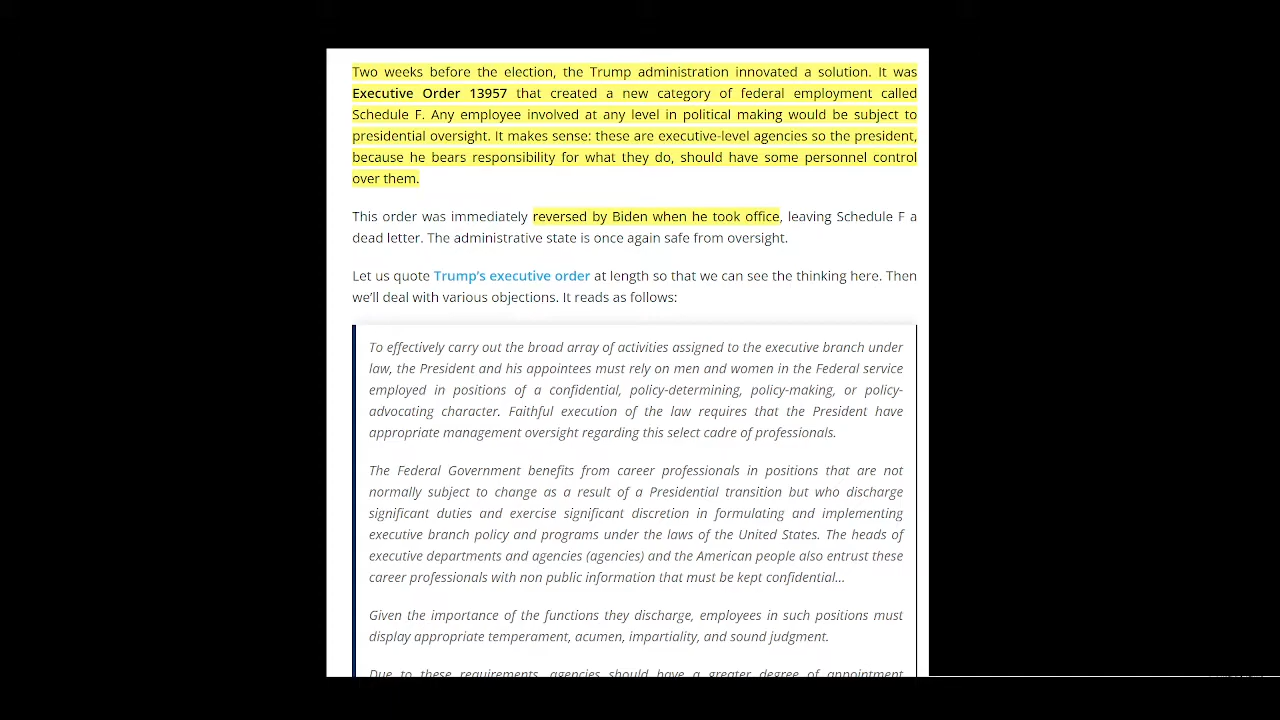 Two weeks before the election, the Trump administration innovated a solution. It was
Executive Order 13957 that created a new category of federal employment called
Schedule F. Any employee involved at any level in political making would be subject to
presidential oversight. It makes sense: these are executive-level agencies so the president,
because he bears responsibility for what they do, should have some personnel control
over them.
This order was immediately reversed by Biden when he took office, leaving Schedule F a
dead letter. The administrative state is once again safe from oversight.
Let us quote Trump's executive order at length so that we can see the thinking here. Then
we'll deal with various objections. It reads as follows:
To effectively carry out the broad array of activities assigned to the executive branch under
law, the President and his appointees must rely on men and women in the Federal service
employed in positions of a confidential, policy-determining, policy-making, or policy-
advocating character. Faithful execution of the law requires that the President have
appropriate management oversight regarding this select cadre of professionals.
The Federal Government benefits from career professionals in positions that are not
normally subject to change as a result of a Presidential transition but who discharge
significant duties and exercise significant discretion in formulating and implementing
executive branch policy and programs under the laws of the United States. The heads of
executive departments and agencies (agencies) and the American people also entrust these
career professionals with non public information that must be kept confidential…
Given the importance of the functions they discharge, employees in such positions must
display appropriate temperament, acumen, impartiality, and sound judgment.
Due to these requirements, agencies should have a greater degree of appointment